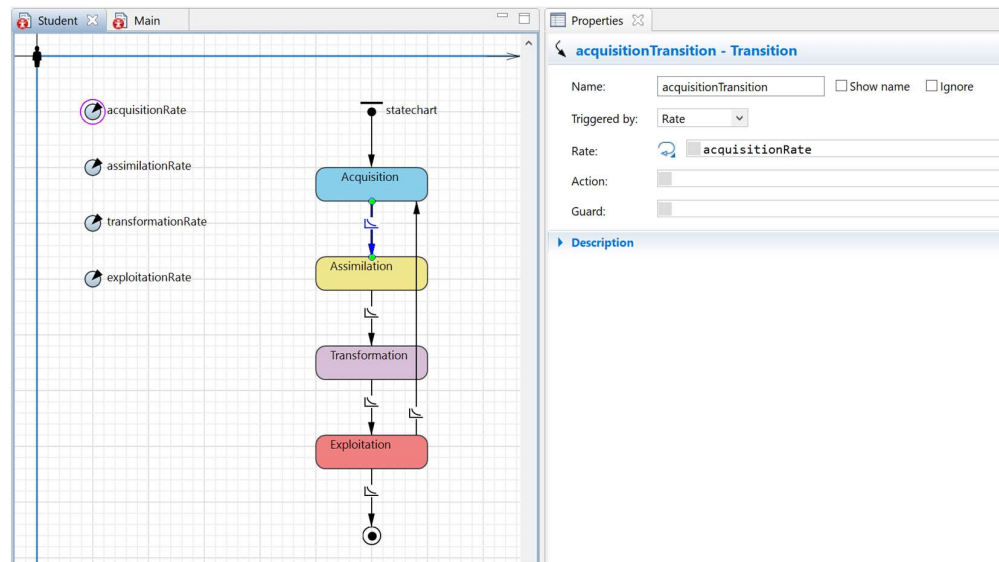 Student
Main
acquisitionRate
assimilationRate
transformationRate
exploitationRate
statechart
Acquisition
Assimilation
Transformation
Exploitation
Properties
acquisitionTransition - Transition
Name: acquisitionTransition Show name Ignore
Triggered by: Rate
Rate: acquisitionRate
Action:
Guard:
Description